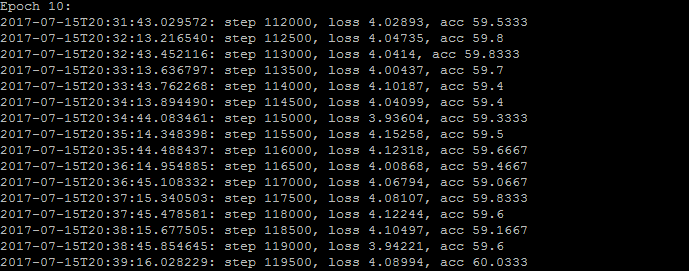 Epoch 10:
2017-07-15T20:31:43.029572: step 112000, loss 4.02893, acc 59.5333
2017-07-15T20:32:13.216540: step 112500, loss 4.04735, acc 59.8
2017-07-15T20:32:43.452116: step 113000, loss 4.0414, acc 59.8333
2017-07-15T20:33:13.636797: step 113500, loss 4.00437, acc 59.7
2017-07-15T20:33:43.762268: step 114000, loss 4.10187, acc 59.4
2017-07-15T20:34:13.894490: step 114500, loss 4.04099, acc 59.4
2017-07-15T20:34:44.083461: step 115000, loss 3.93604, acc 59.3333
2017-07-15T20:35:14.348398: step 115500, loss 4.15258, acc 59.5
2017-07-15T20:35:44.488437: step 116000, loss 4.12318, acc 59.6667
2017-07-15T20:36:14.954885: step 116500, loss 4.00868, acc 59.4667
2017-07-15T20:36:45.108332: step 117000, loss 4.06794, acc 59.0667
2017-07-15T20:37:15.340503: step 117500, loss 4.08107, acc 59.8333
2017-07-15T20:37:45.478581: step 118000, loss 4.12244, acc 59.6
2017-07-15T20:38:15.677505: step 118500, loss 4.10497, acc 59.1667
2017-07-15T20:38:45.854645: step 119000, loss 3.94221, acc 59.6
2017-07-15T20:39:16.028229: step 119500, loss 4.08994, acc 60.0333